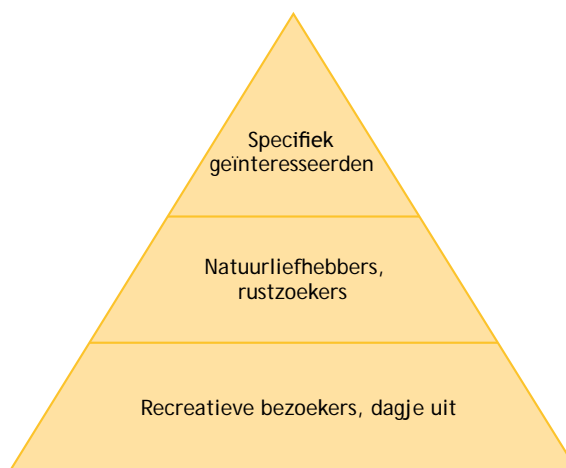 Specifiek
geïnteresseerden
Natuurliefhebbers,
rustzoekers
Recreatieve bezoekers, dagje uit